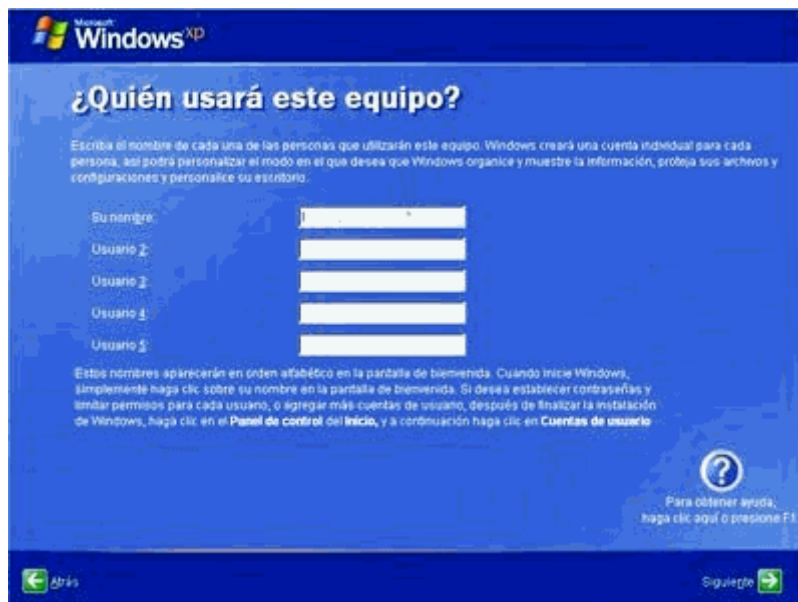 Microsoft
Windows xp
¿Quién usará este equipo?
Escriba el nombre de cada una de las personas que utilizarán este equipo. Windows creará una cuenta individual para cada
persona, así podrá personalizar el modo en el que desea que Windows organice y muestre la información, proteja sus archivos y
configuraciones y personalice su escritorio.
Su nombre:
Usuario 2:
Usuario 3:
Usuario 4:
Usuario 5:
Estos nombres aparecerán en orden alfabético en la pantalla de bienvenida. Cuando inicie Windows,
simplemente haga clic sobre su nombre en la pantalla de bienvenida. Si desea establecer contraseñas y
limitar permisos para cada usuario, o agregar más cuentas de usuario, después de finalizar la instalación
de Windows, haga clic en el Panel de control del Inicio, y a continuación haga clic en Cuentas de usuario
Para obtener ayuda,
haga clic aquí o presione F1
Atrás
Siguiente